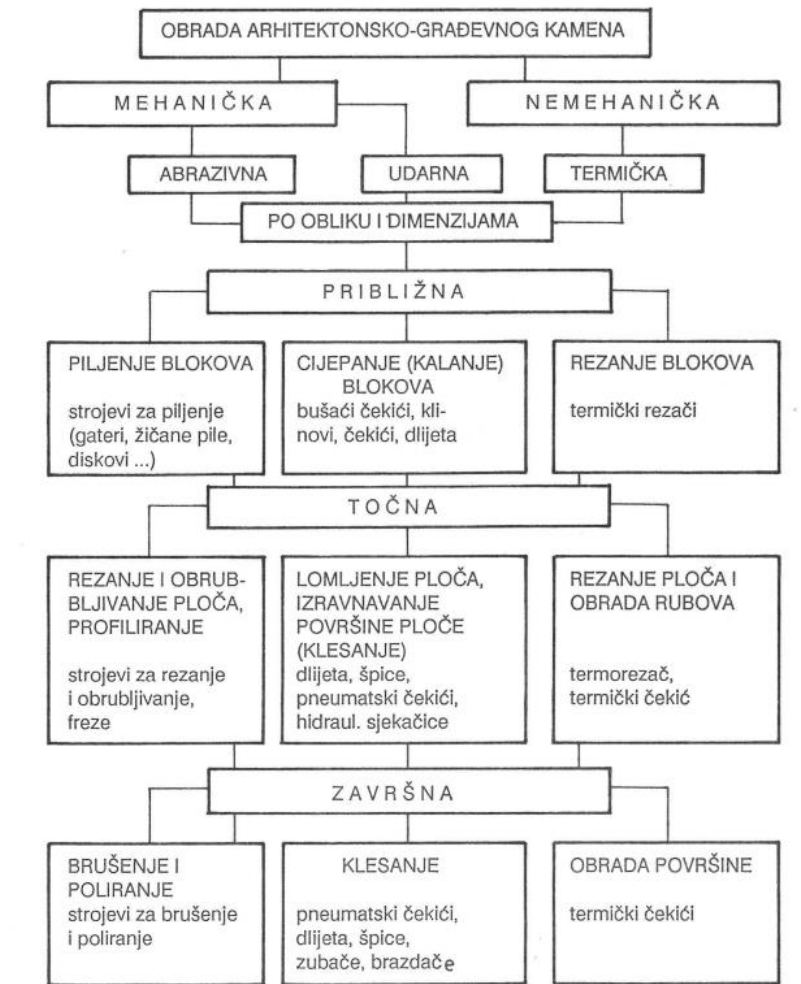 OBRADA ARHITEKTONSKO-GRAĐEVNOG KAMENA
MEHANIČKA
NEMEHANIČKA
ABRAZIVNA
UDARNA
TERMIČKA
PO OBLIKU I DIMENZIJAMA
PRIBLIŽNA
PILJENJE BLOKOVA
strojevi za piljenje
(gateri, žičane pile,
diskovi ...)
CIJEPANJE (KALANJE)
BLOKOVA
bušaći čekići, kli-
novi, čekići, dlijeta
REZANJE BLOKOVA
termički rezači
TOČNA
REZANJE I OBRUB-
BLJIVANJE PLOČA,
PROFILIRANJE
strojevi za rezanje
i obrubljivanje,
freze
LOMLJENJE PLOČA,
IZRAVNAVANJE
POVRŠINE PLOČE
(KLESANJE)
dlijeta, špice,
pneumatski čekići,
hidraul. sjekačice
REZANJE PLOČA I
OBRADA RUBOVA
termorezač,
termički čekić
ZAVRŠNA
BRUŠENJE I
POLIRANJE
strojevi za brušenje
i poliranje
KLESANJE
pneumatski čekići,
dlijeta, špice,
zubače, brazdače
OBRADA POVRŠINE
termički čekići